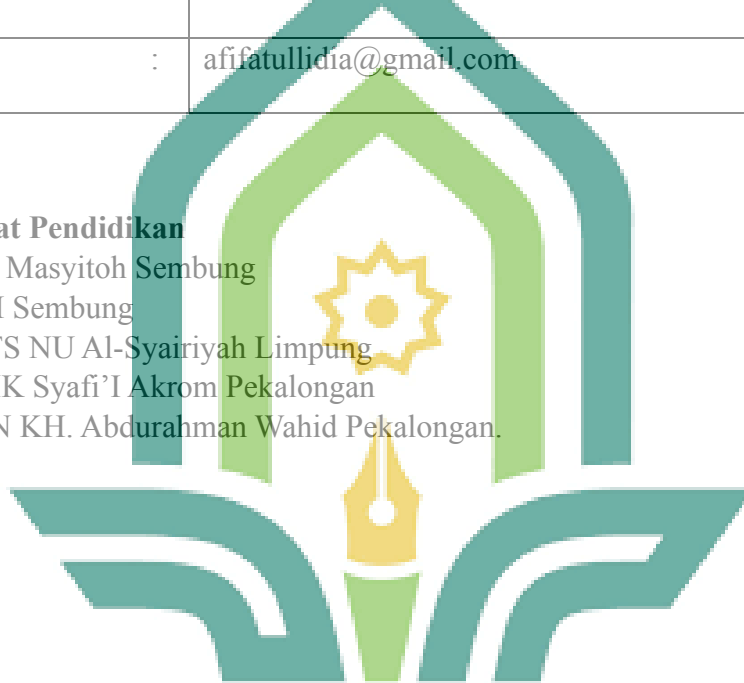 : afifatullidia@gmail.com
at Pendidikan
Masyitoh Sembung
I Sembung
TS NU Al-Syairiyah Limpung
K Syafi’I Akrom Pekalongan
N KH. Abdurahman Wahid Pekalongan.